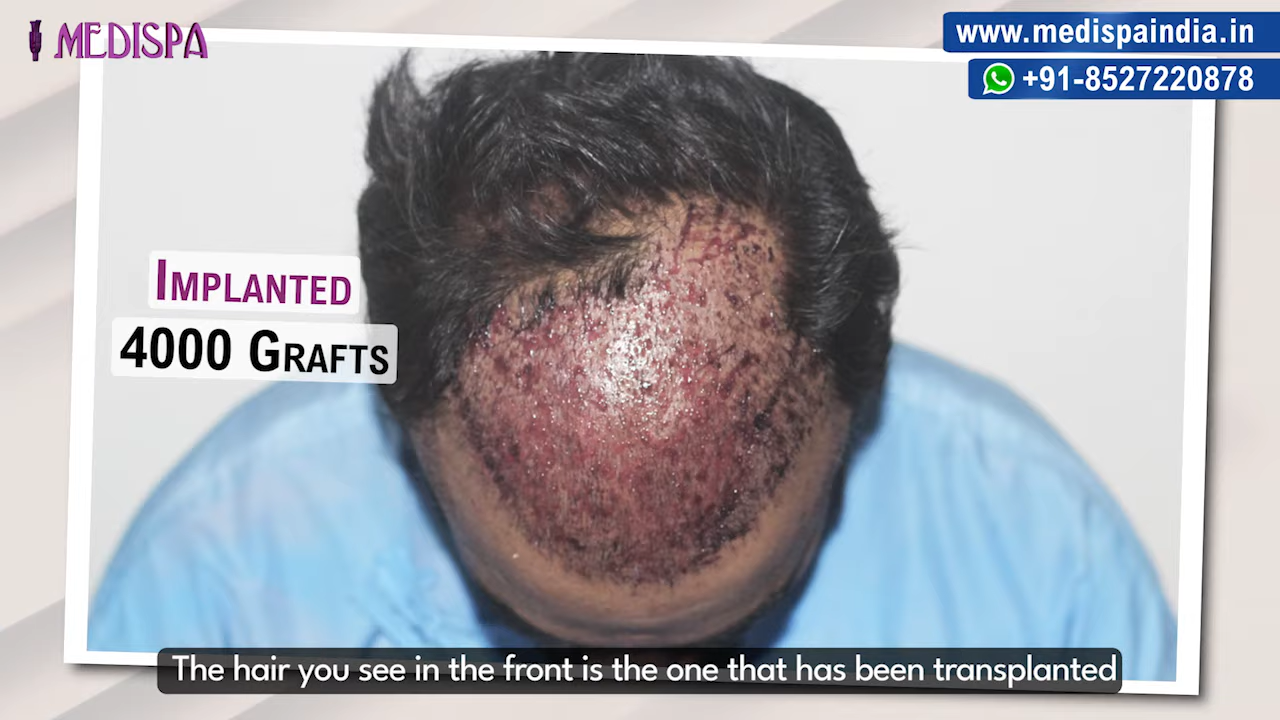 MEDISPA
www.medispaindia.in
+91-8527220878
IMPLANTED
4000 GRAFTS
The hair you see in the front is the one that has been transplanted